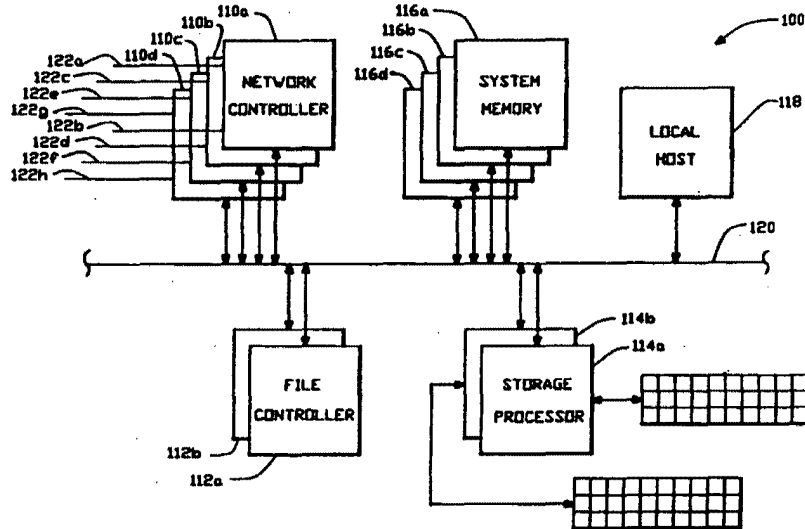 110a
110b
110c
110d
122a
122c
122e
122g
122b
122d
122f
122h
NETWORK
CONTROLLER
116a
116b
116c
116d
SYSTEM
MEMORY
100
118
LOCAL
HOST
120
FILE
CONTROLLER
112b
112a
114b
114a
STORAGE
PROCESSOR